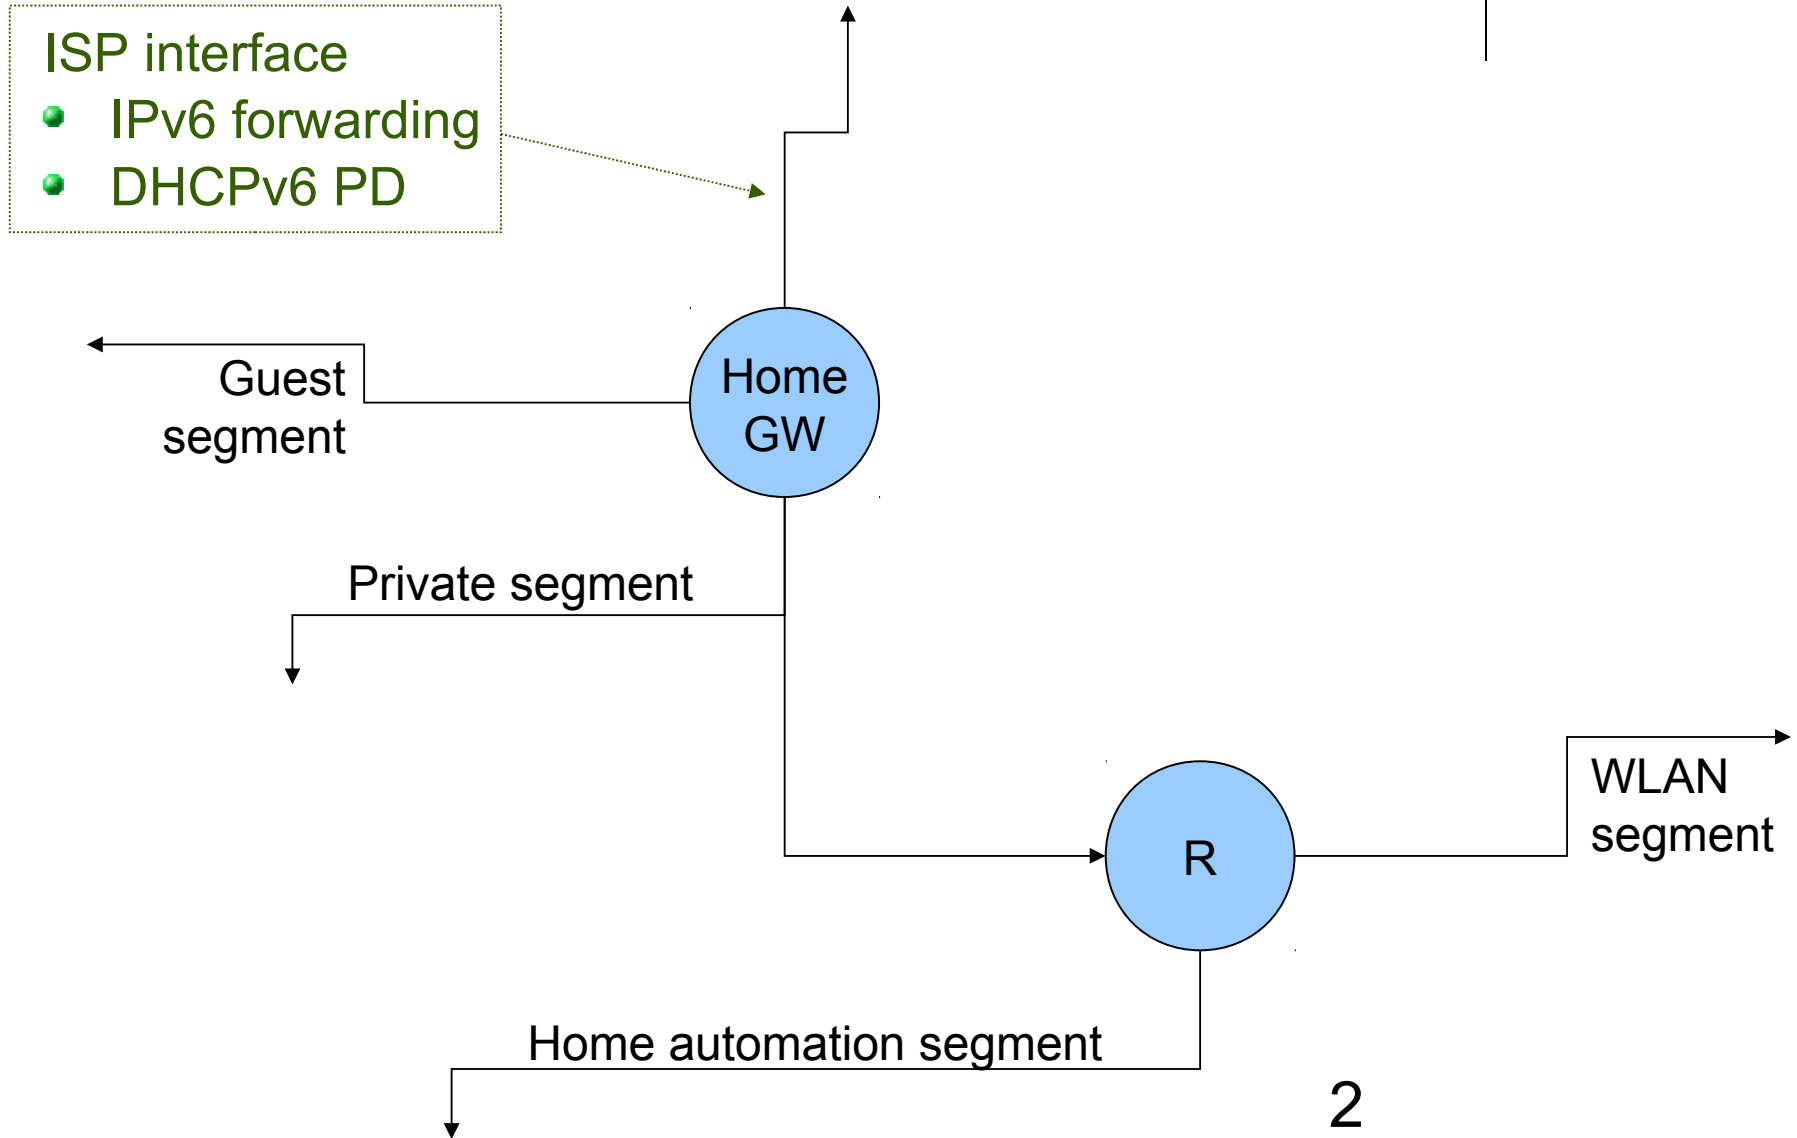 ISP interface
IPv6 forwarding
DHCPv6 PD
Guest
segment
Home
GW
Private segment
WLAN
segment
R
Home automation segment
2